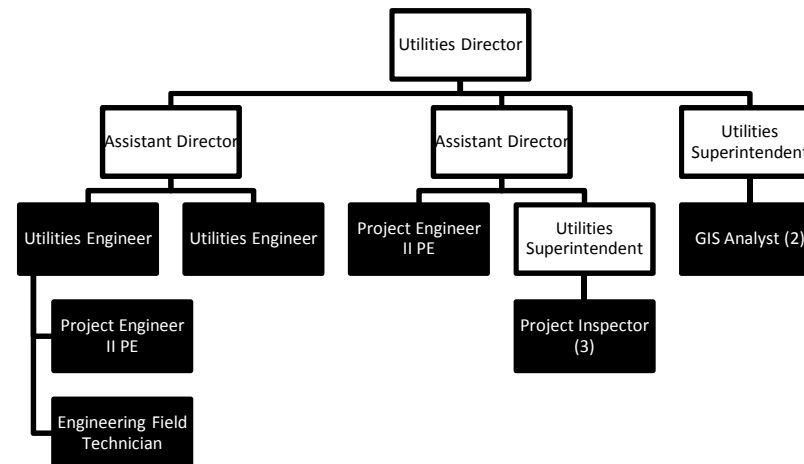 Utilities Director
Assistant Director
Assistant Director
Utilities
Superintendent
Utilities Engineer
Utilities Engineer
Project Engineer
II PE
Utilities
Superintendent
GIS Analyst (2)
Project Engineer
II PE
Project Inspector
(3)
Engineering Field
Technician